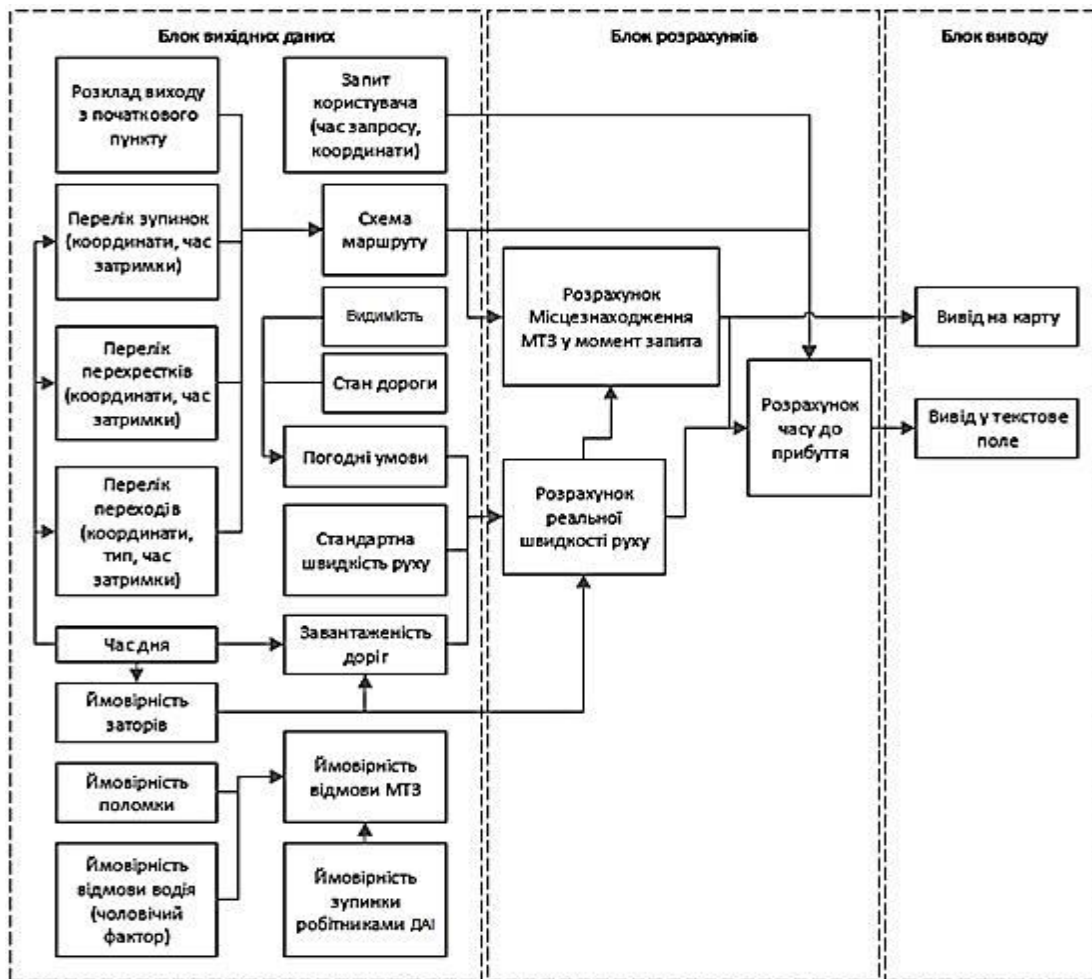 Блок вихідних даних
Блок розрахунків
Блок виводу
Розклад виходу
з початкового
пункту
Запит
користувача
(час запросу,
координати)
Перелік зупинок
(координати, час
затримки)
Схема
маршруту
Видимість
Розрахунок
Місцезнаходження
МТЗ у момент запита
Вивід на карту
Перелік
перехрестків
(координати, час
затримки)
Стан дороги
Розрахунок
часу до
прибуття
Вивід у текстове
поле
Погодні умови
Перелік
переходів
(координати,
тип, час
затримки)
Стандартна
швидкість руху
Розрахунок
реальної
швидкості руху
Час дня
Завантаженість
доріг
Ймовірність
заторів
Ймовірність
поломки
Ймовірність
відмови МТЗ
Ймовірність
відмови водія
(чоловічий
фактор)
Ймовірність
зупинки
робітниками ДАІ